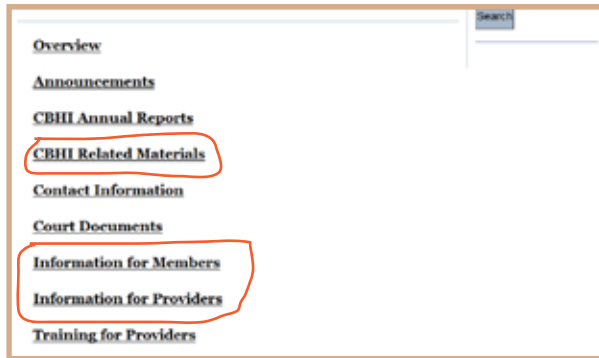 Search
Overview
Announcements
CBHI Annual Reports
CBHI Related Materials
Contact Information
Court Documents
Information for Members
Information for Providers
Training for Providers